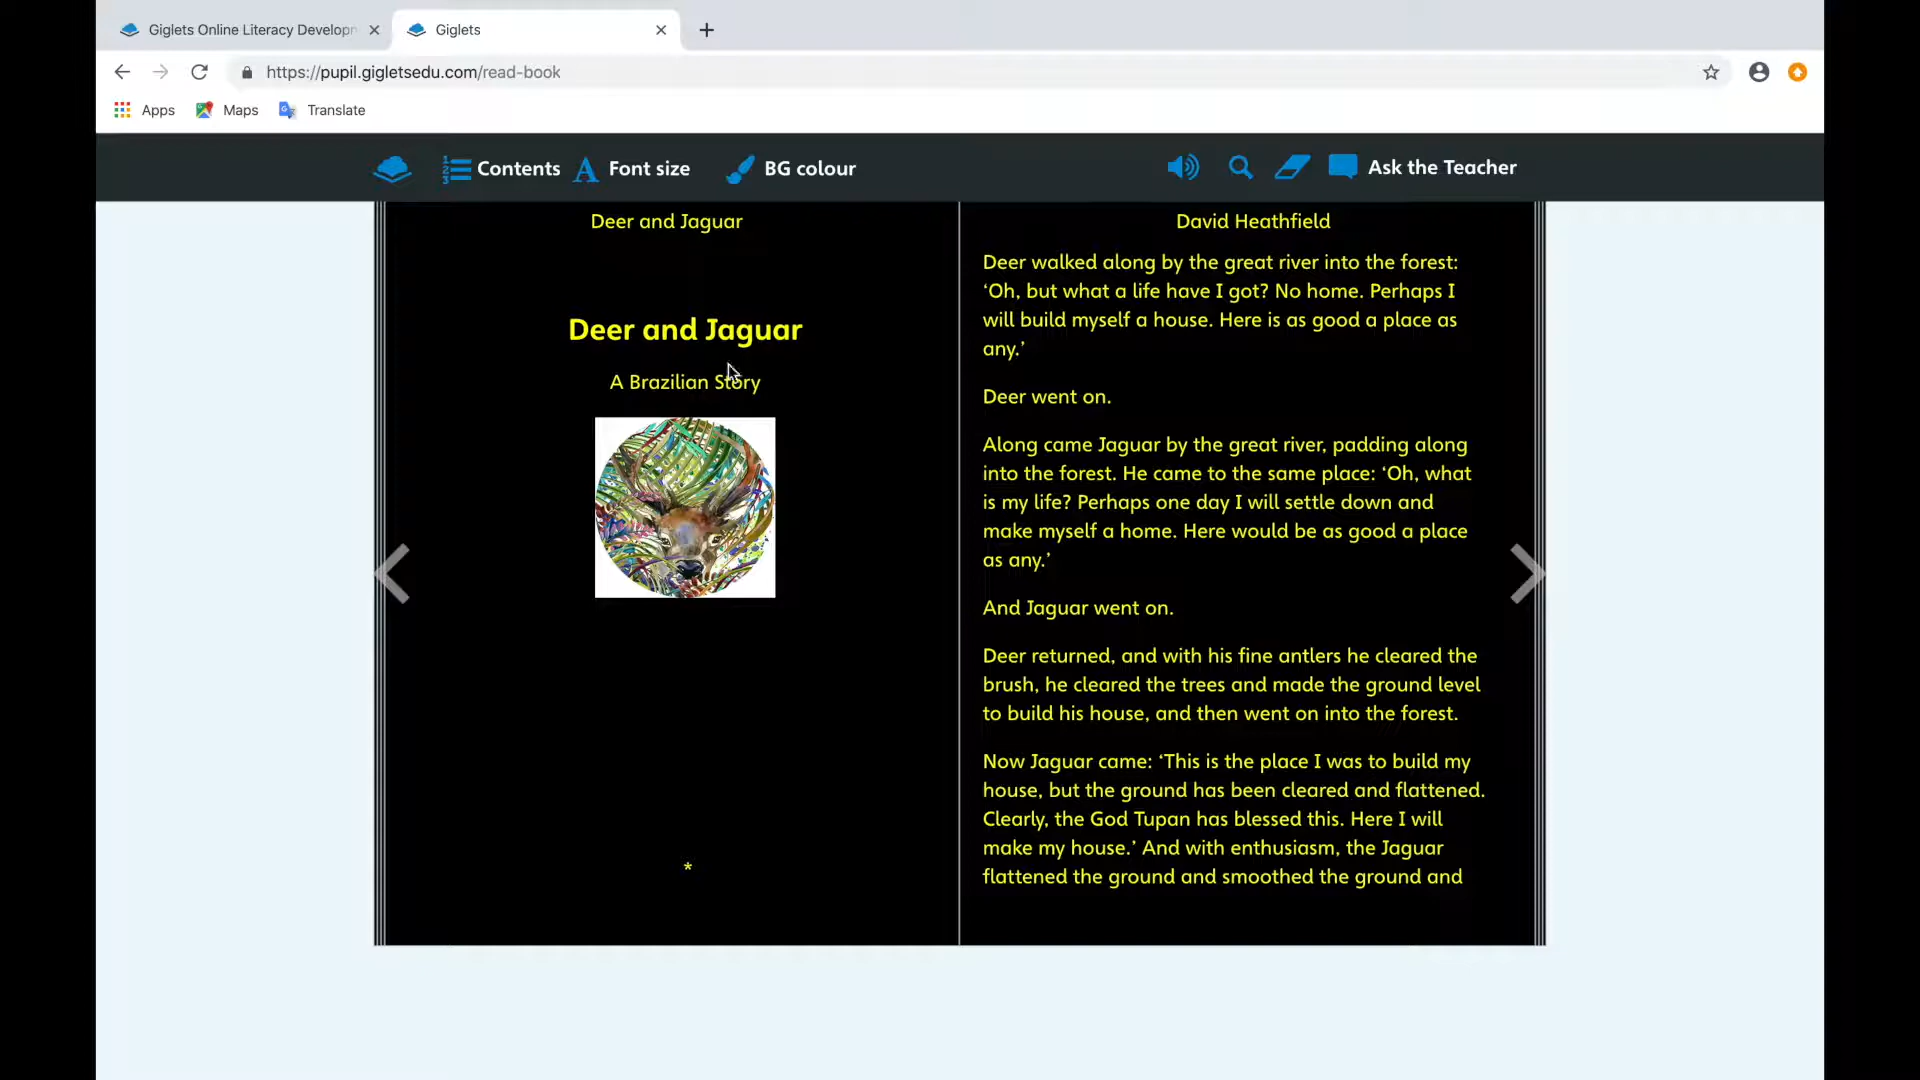 Giglets Online Literacy Develop
Giglets
https://pupil.gigletsedu.com/read-book
Apps
Maps
Translate
Contents
Font size
BG colour
Ask the Teacher
Deer and Jaguar
Deer and Jaguar
A Brazilian Story
*
David Heathfield
Deer walked along by the great river into the forest:
‘Oh, but what a life have I got? No home. Perhaps I
will build myself a house. Here is as good a place as
any.’
Deer went on.
Along came Jaguar by the great river, padding along
into the forest. He came to the same place: ‘Oh, what
is my life? Perhaps one day I will settle down and
make myself a home. Here would be as good a place
as any.’
And Jaguar went on.
Deer returned, and with his fine antlers he cleared the
brush, he cleared the trees and made the ground level
to build his house, and then went on into the forest.
Now Jaguar came: ‘This is the place I was to build my
house, but the ground has been cleared and flattened.
Clearly, the God Tupan has blessed this. Here I will
make my house.’ And with enthusiasm, the Jaguar
flattened the ground and smoothed the ground and